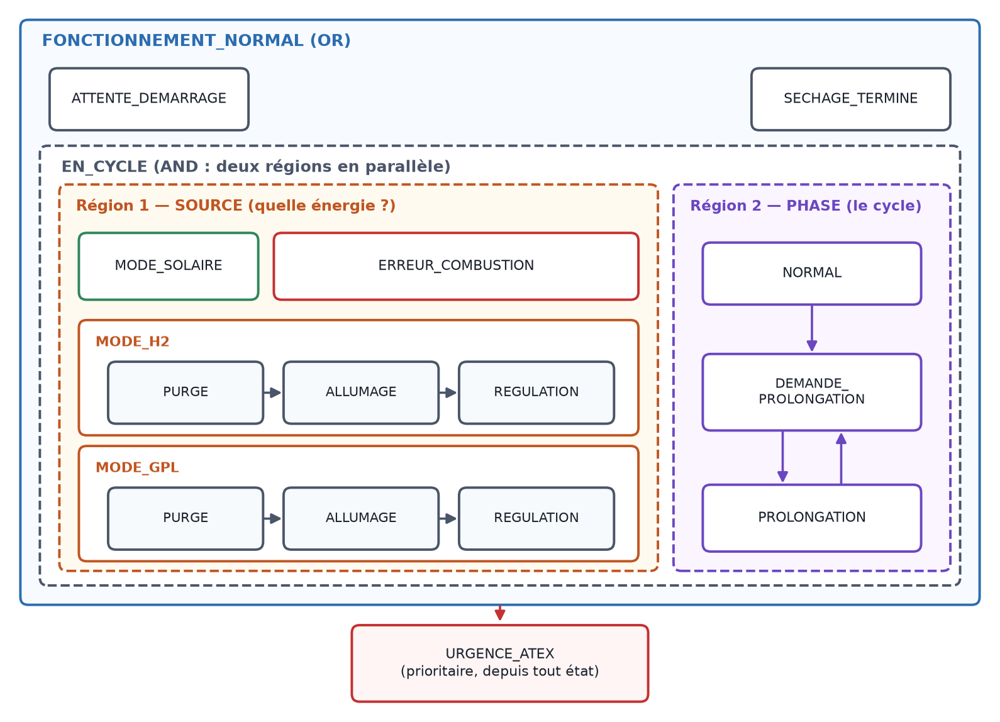 FONCTIONNEMENT_NORMAL (OR)
ATTENTE_DEMARRAGE
SECHAGE_TERMINE
EN_CYCLE (AND : deux régions en parallèle)
Région 1 — SOURCE (quelle énergie ?)
MODE_SOLAIRE
ERREUR_COMBUSTION
MODE_H2
PURGE
ALLUMAGE
REGULATION
MODE_GPL
PURGE
ALLUMAGE
REGULATION
Région 2 — PHASE (le cycle)
NORMAL
DEMANDE_
PROLONGATION
PROLONGATION
URGENCE_ATEX
(prioritaire, depuis tout état)